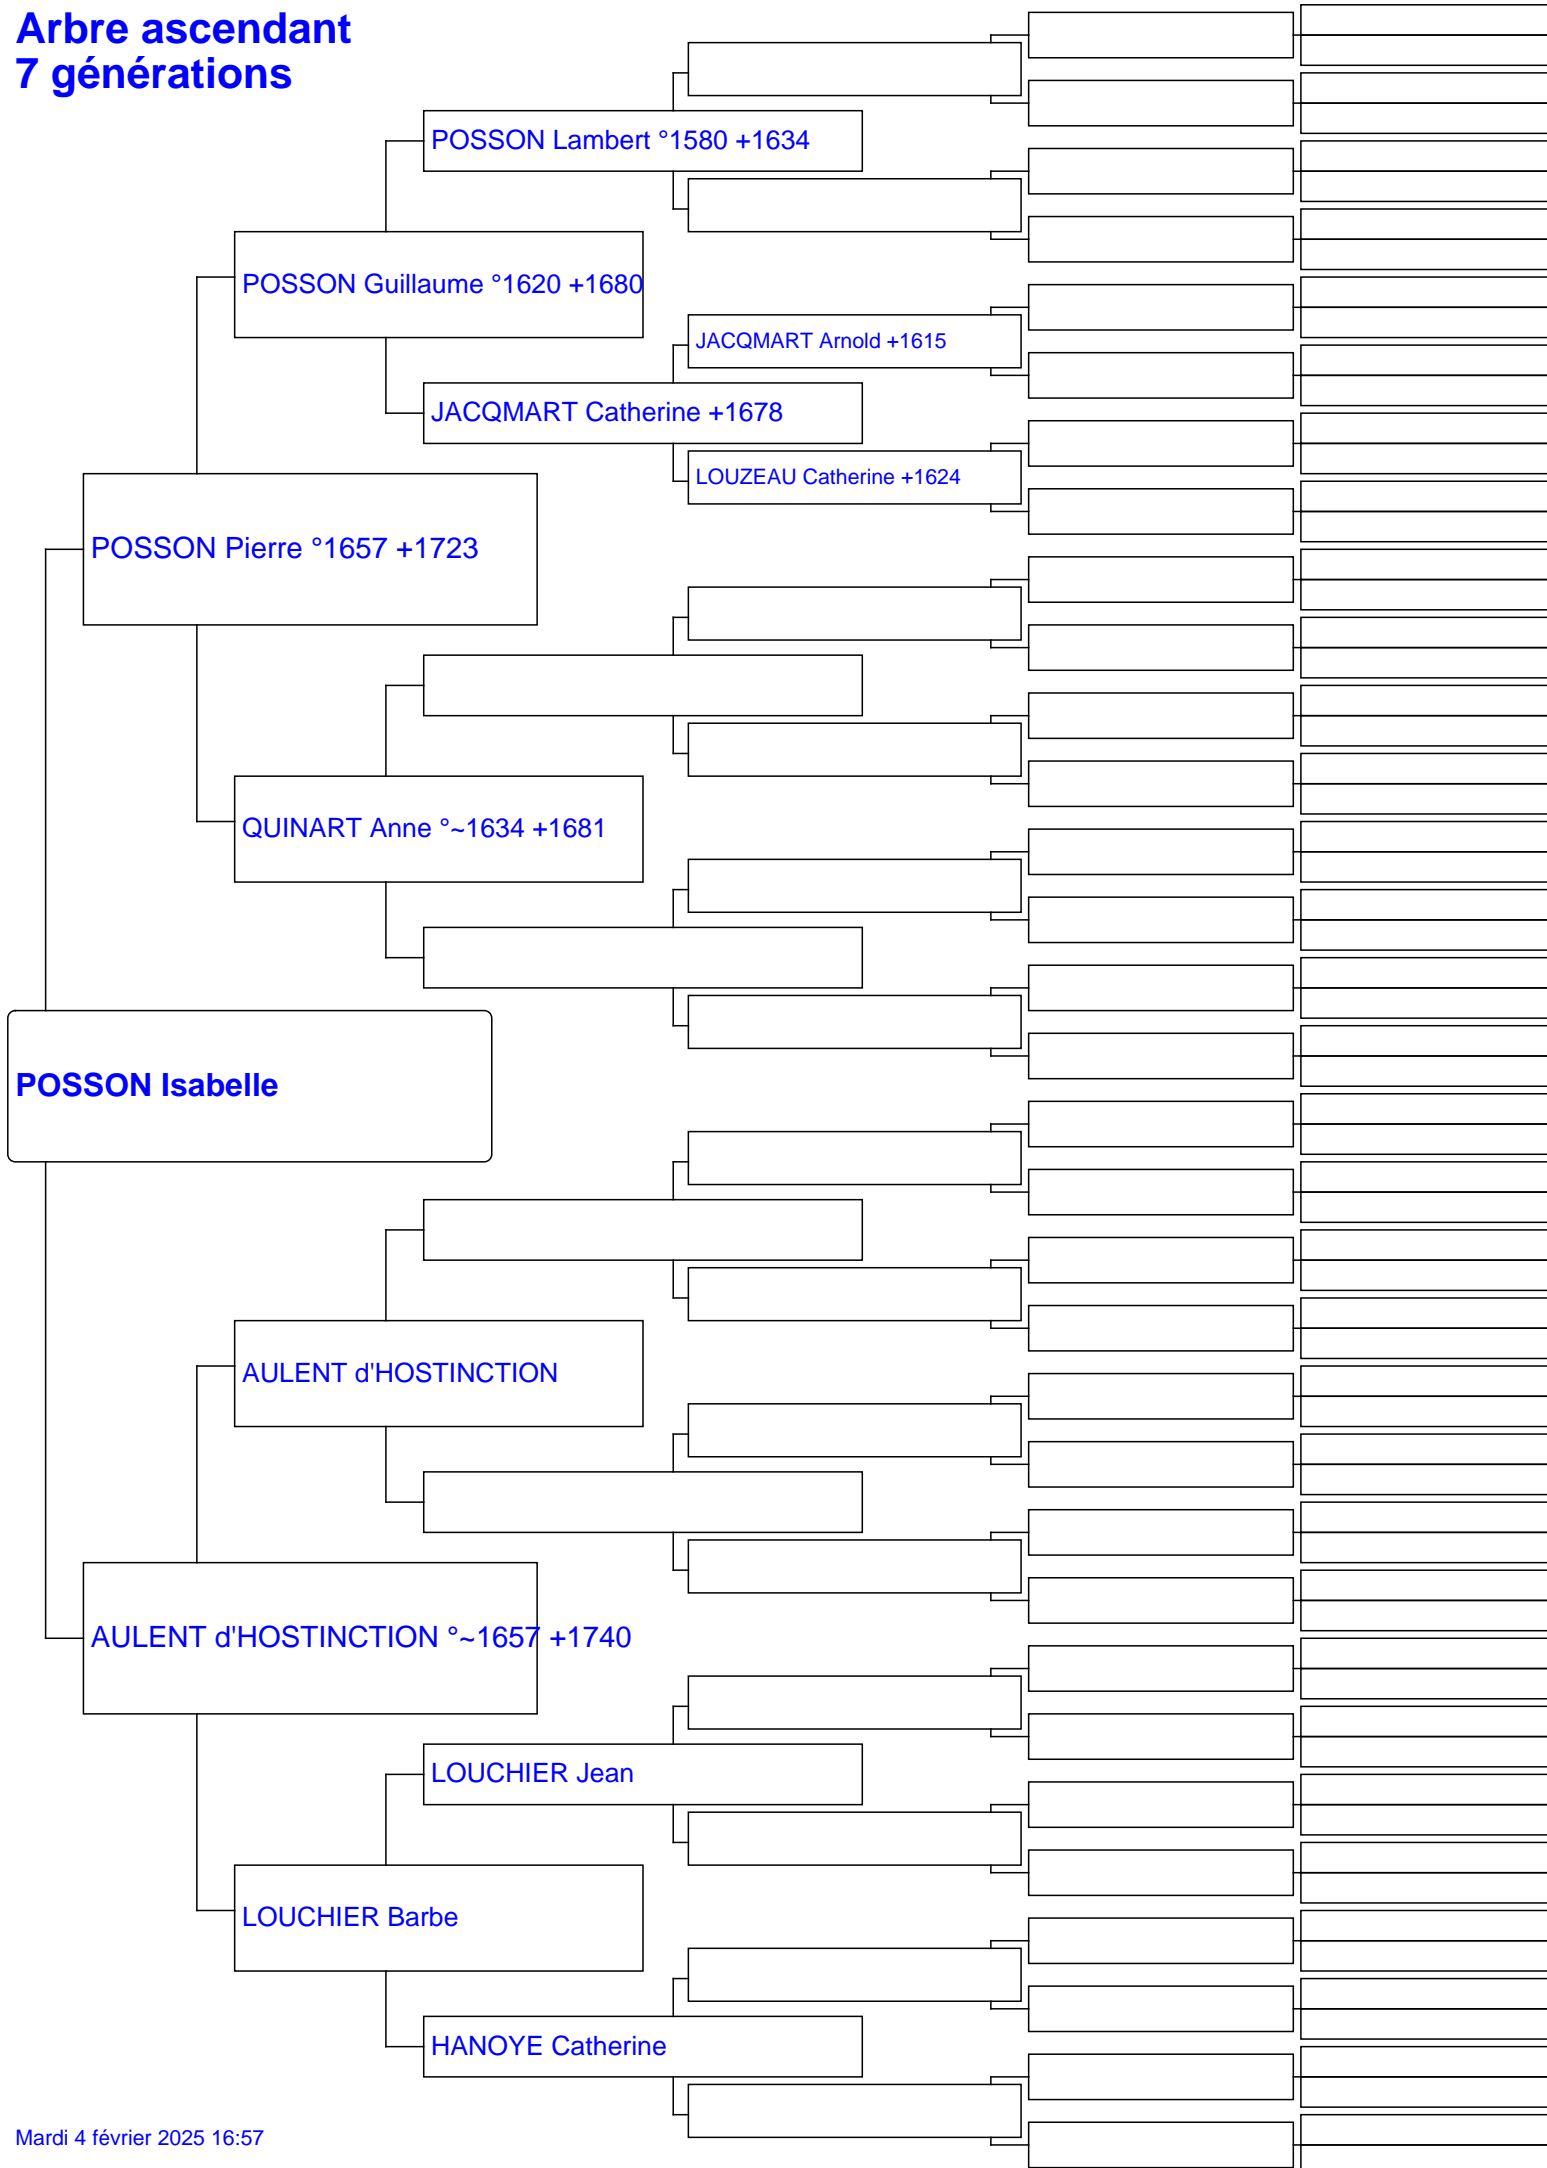 Arbre ascendant
7 générations
POSSON Lambert °1580 +1634
POSSON Guillaume °1620 +1680
JACQMART Arnold +1615
JACQMART Catherine +1678
LOUZEAU Catherine +1624
POSSON Pierre °1657 +1723
QUINART Anne °~1634 +1681
POSSON Isabelle
AULENT d'HOSTINCTION
AULENT d'HOSTINCTION °~1657 +1740
LOUCHIER Jean
LOUCHIER Barbe
HANOYE Catherine
Mardi 4 février 2025 16:57